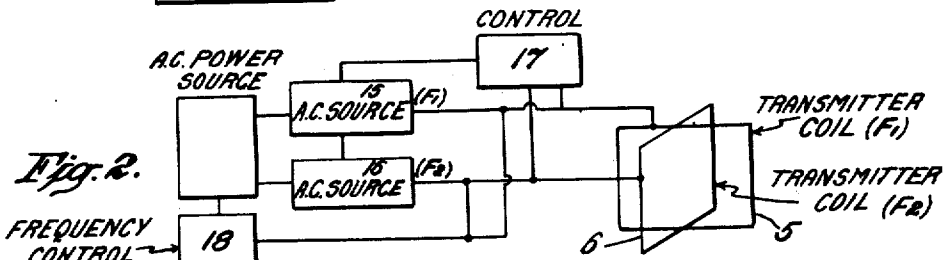 CONTROL
17
A.C. POWER
SOURCE
15
A.C. SOURCE
(F1)
16
A.C. SOURCE
(F2)
TRANSMITTER
COIL (F1)
TRANSMITTER
COIL (F2)
5
6
Fig. 2.
FREQUENCY
CONTROL
18